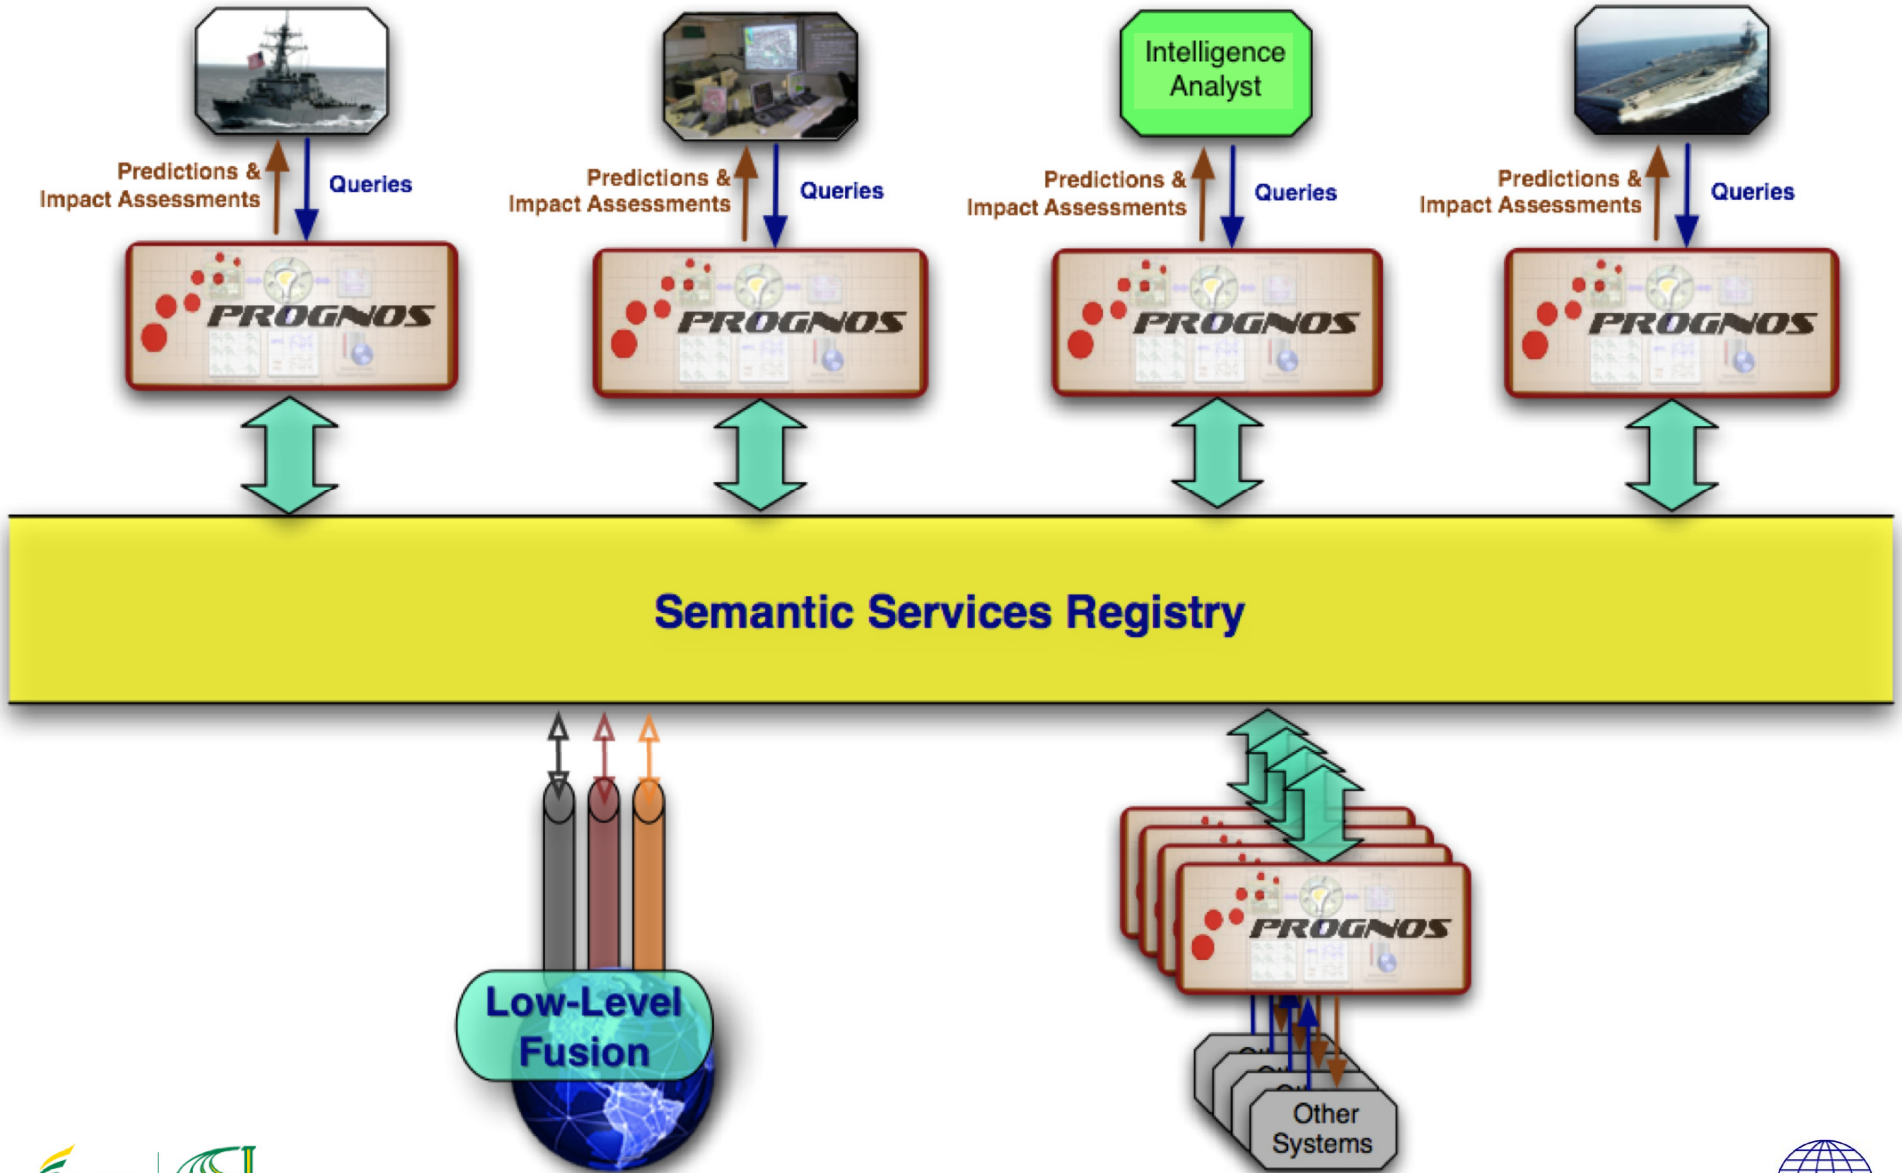 Intelligence
Analyst
Predictions &
Impact Assessments
Queries
Predictions &
Impact Assessments
Queries
Predictions &
Impact Assessments
Queries
Predictions &
Impact Assessments
Queries
PROGNOS
PROGNOS
PROGNOS
PROGNOS
Semantic Services Registry
PROGNOS
Low-Level
Fusion
Other
Systems